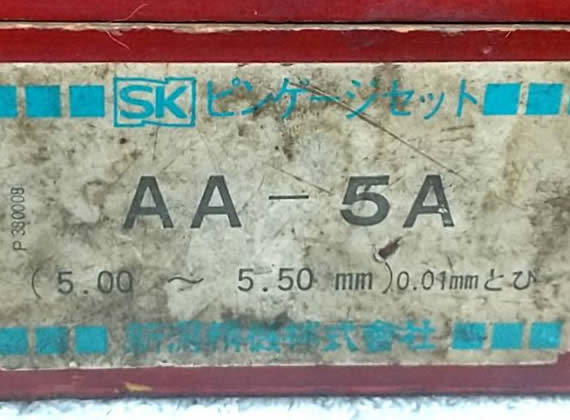 SK ピンゲージセット
AA-5A
P 380008
(5.00 ～ 5.50 mm) 0.01mmとび
新潟精機株式会社